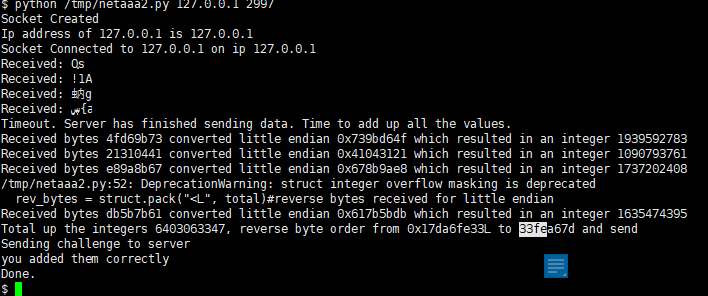 $ python /tmp/netaaa2.py 127.0.0.1 2997
Socket Created
Ip address of 127.0.0.1 is 127.0.0.1
Socket Connected to 127.0.0.1 on ip 127.0.0.1
Received: Qs
Received: !1A
Received: 蚋g
Received: {a
Timeout. Server has finished sending data. Time to add up all the values.
Received bytes 4fd69b73 converted little endian 0x739bd64f which resulted in an integer 1939592783
Received bytes 21310441 converted little endian 0x41043121 which resulted in an integer 1090793761
Received bytes e89a8b67 converted little endian 0x678b9ae8 which resulted in an integer 1737202408
/tmp/netaaa2.py:52: DeprecationWarning: struct integer overflow masking is deprecated
  rev_bytes = struct.pack("<L", total)#reverse bytes received for little endian
Received bytes db5b7b61 converted little endian 0x617b5bdb which resulted in an integer 1635474395
Total up the integers 6403063347, reverse byte order from 0x17da6fe33L to 33fea67d and send
Sending challenge to server
you added them correctly
Done.
$